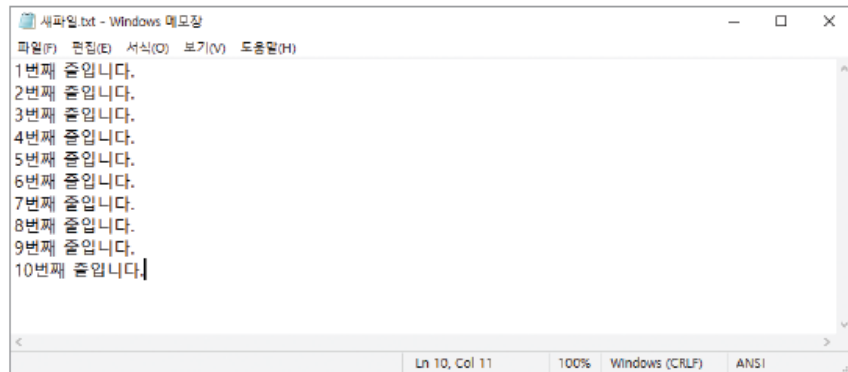 새파일.txt - Windows 메모장
파일(F) 편집(E) 서식(O) 보기(V) 도움말(H)
1번째 줄입니다.
2번째 줄입니다.
3번째 줄입니다.
4번째 줄입니다.
5번째 줄입니다.
6번째 줄입니다.
7번째 줄입니다.
8번째 줄입니다.
9번째 줄입니다.
10번째 줄입니다.
Ln 10, Col 11 100% Windows (CRLF) ANSI